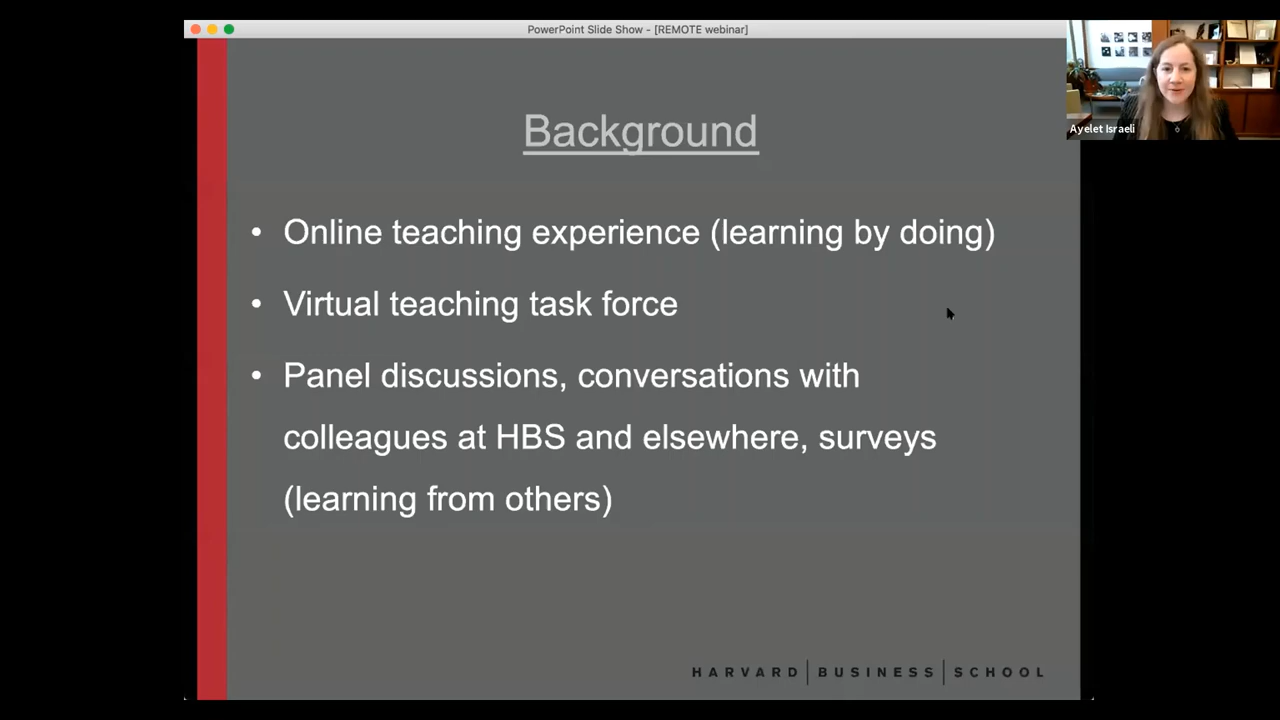 PowerPoint Slide Show - [REMOTE webinar]
Ayelet Israeli
Background
• Online teaching experience (learning by doing)
• Virtual teaching task force
• Panel discussions, conversations with
colleagues at HBS and elsewhere, surveys
(learning from others)
HARVARD | BUSINESS | SCHOOL